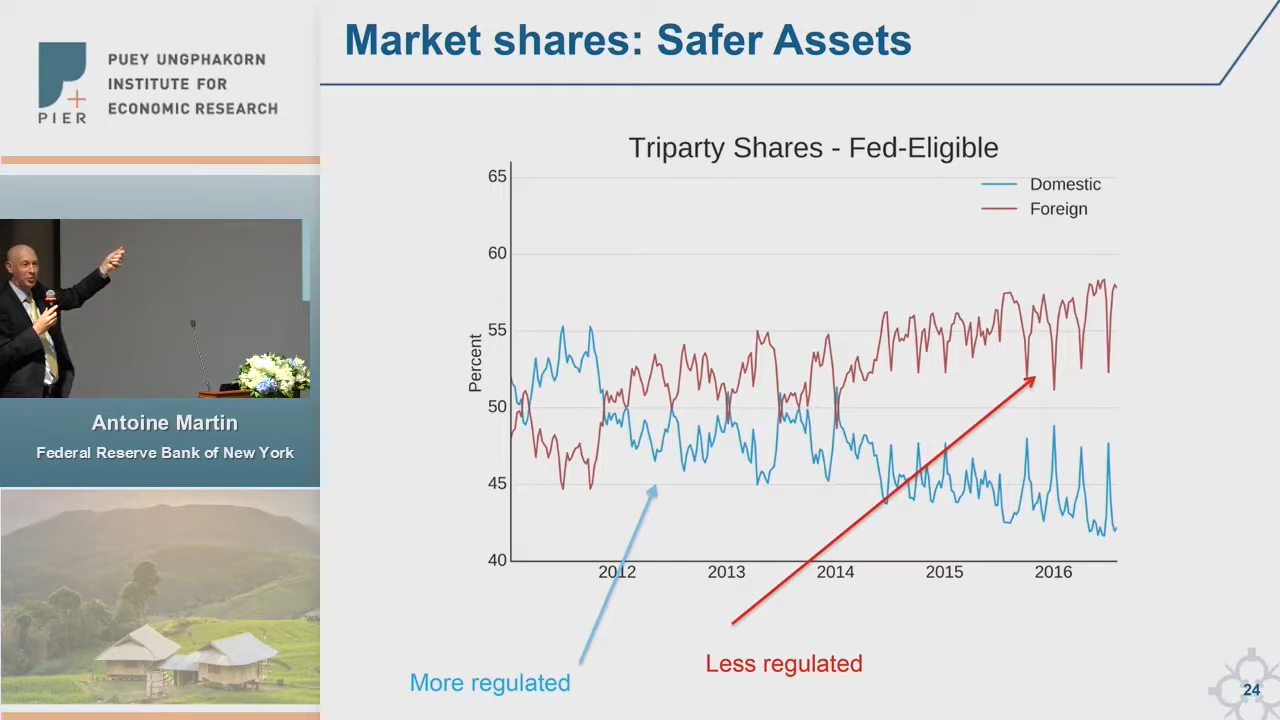 PUEY UNGPHAKORN
INSTITUTE FOR
ECONOMIC RESEARCH
PIER
Antoine Martin
Federal Reserve Bank of New York
Market shares: Safer Assets
Triparty Shares - Fed-Eligible
Domestic
Foreign
Percent
65
60
55
50
45
40
2012
2013
2014
2015
2016
More regulated
Less regulated
24